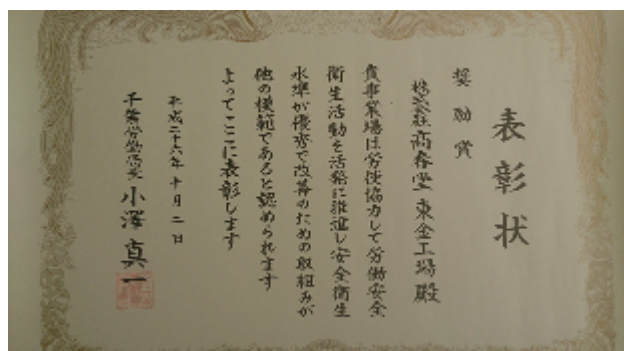 表彰状
奨励賞
株式会社高春堂 東金工場殿
貴事業場は労使協力して労働安全
衛生活動を活発に推進し安全衛生
水準が優秀で改善のための取組みが
他の模範であると認められます
よってここに表彰します
平成二十六年十月二日
千葉労働局長 小澤真一